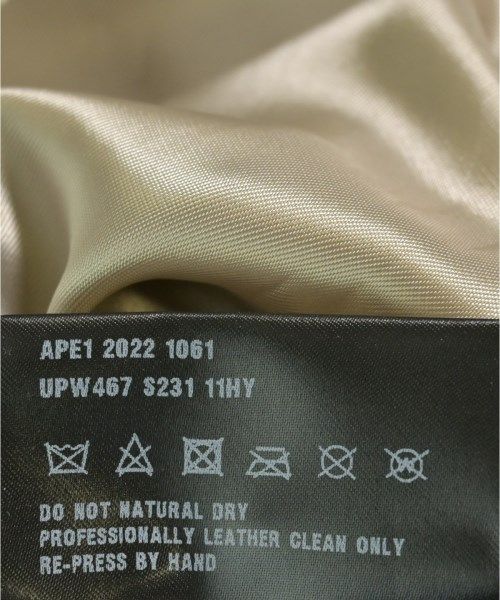 APE1 2022 1061
UPW467 S231 11HY
DO NOT NATURAL DRY
PROFESSIONALLY LEATHER CLEAN ONLY
RE-PRESS BY HAND